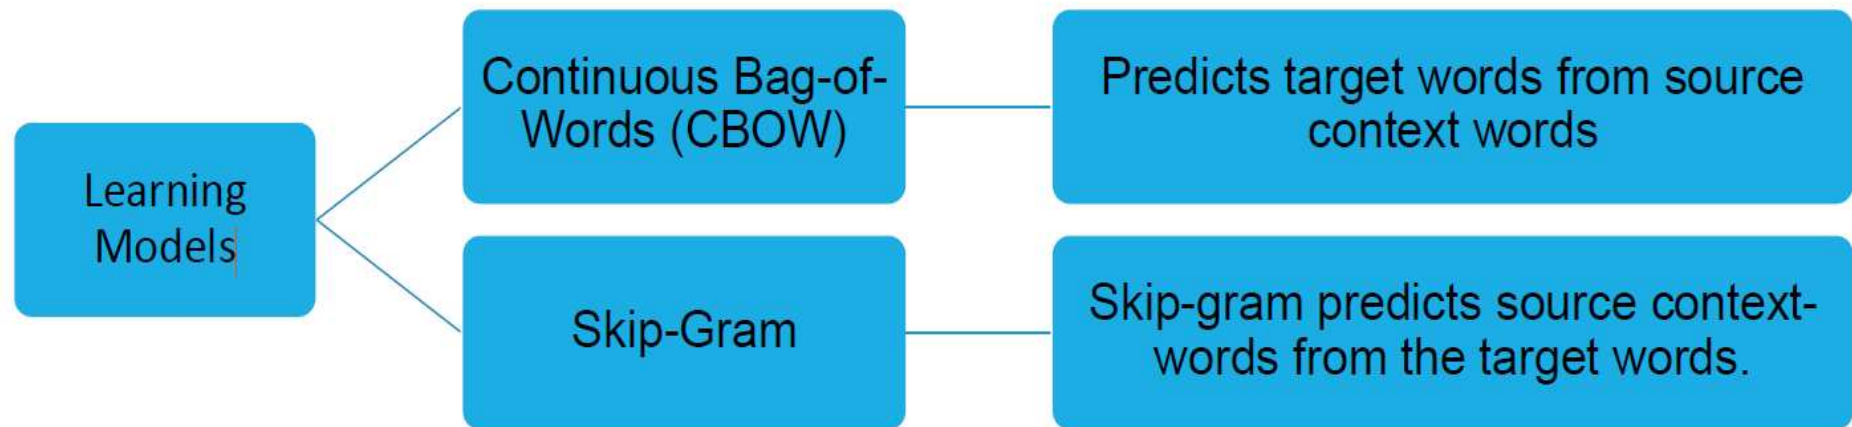 Learning
Models
Continuous Bag-of-
Words (CBOW)
Predicts target words from source
context words
Skip-Gram
Skip-gram predicts source context-
words from the target words.